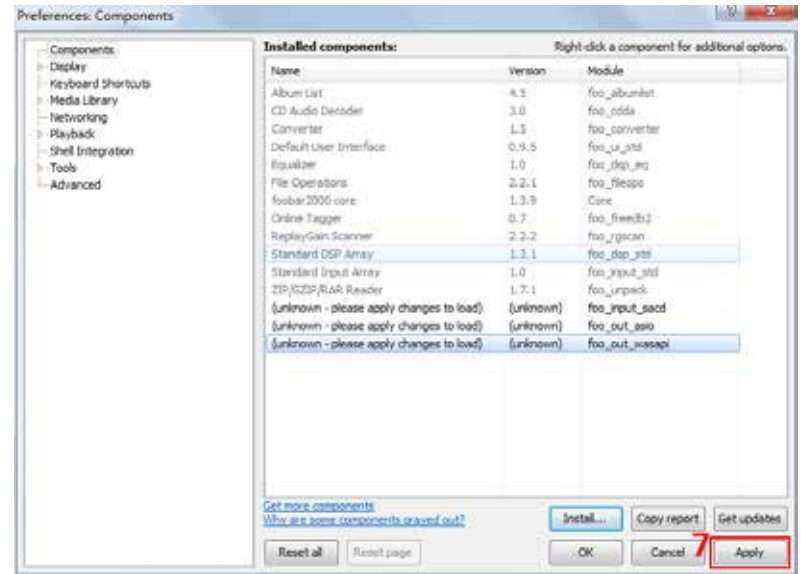 Preferences: Components
Components
Display
Keyboard Shortcuts
Media Library
Networking
Playback
Shell Integration
Tools
Advanced
Installed components: Right-click a component for additional options.
Name Version Module
Album List 4.5 foo_albumlist
CD Audio Decoder 3.0 foo_cdda
Converter 1.5 foo_converter
Default User Interface 0.9.5 foo_ui_std
Equalizer 1.0 foo_dsp_eq
File Operations 2.2.1 foo_fileops
foobar2000 core 1.3.9 Core
Online Tagger 0.7 foo_freedb2
ReplayGain Scanner 2.2.2 foo_rgscan
Standard DSP Array 1.3.1 foo_dsp_std
Standard Input Array 1.0 foo_input_std
ZIP/GZIP/RAR Reader 1.7.1 foo_unpack
(unknown - please apply changes to load) (unknown) foo_input_sacd
(unknown - please apply changes to load) (unknown) foo_out_asio
(unknown - please apply changes to load) (unknown) foo_out_wasapi
Get more components
Why are some components grayed out?
Install... Copy report Get updates
Reset all Reset page OK Cancel 7 Apply